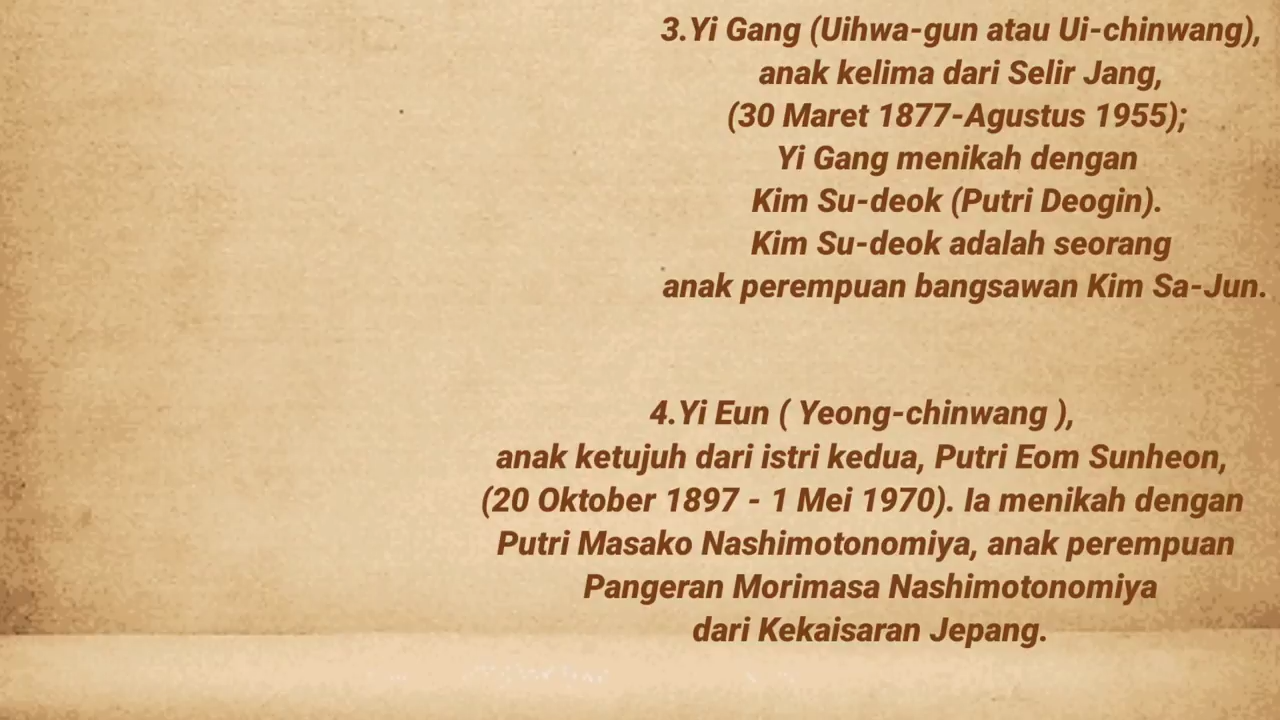 3.Yi Gang (Uihwa-gun atau Ui-chinwang),
anak kelima dari Selir Jang,
(30 Maret 1877-Agustus 1955);
Yi Gang menikah dengan
Kim Su-deok (Putri Deogin).
Kim Su-deok adalah seorang
anak perempuan bangsawan Kim Sa-Jun.
4.Yi Eun ( Yeong-chinwang ),
anak ketujuh dari istri kedua, Putri Eom Sunheon,
(20 Oktober 1897 - 1 Mei 1970). Ia menikah dengan
Putri Masako Nashimotonomiya, anak perempuan
Pangeran Morimasa Nashimotonomiya
dari Kekaisaran Jepang.